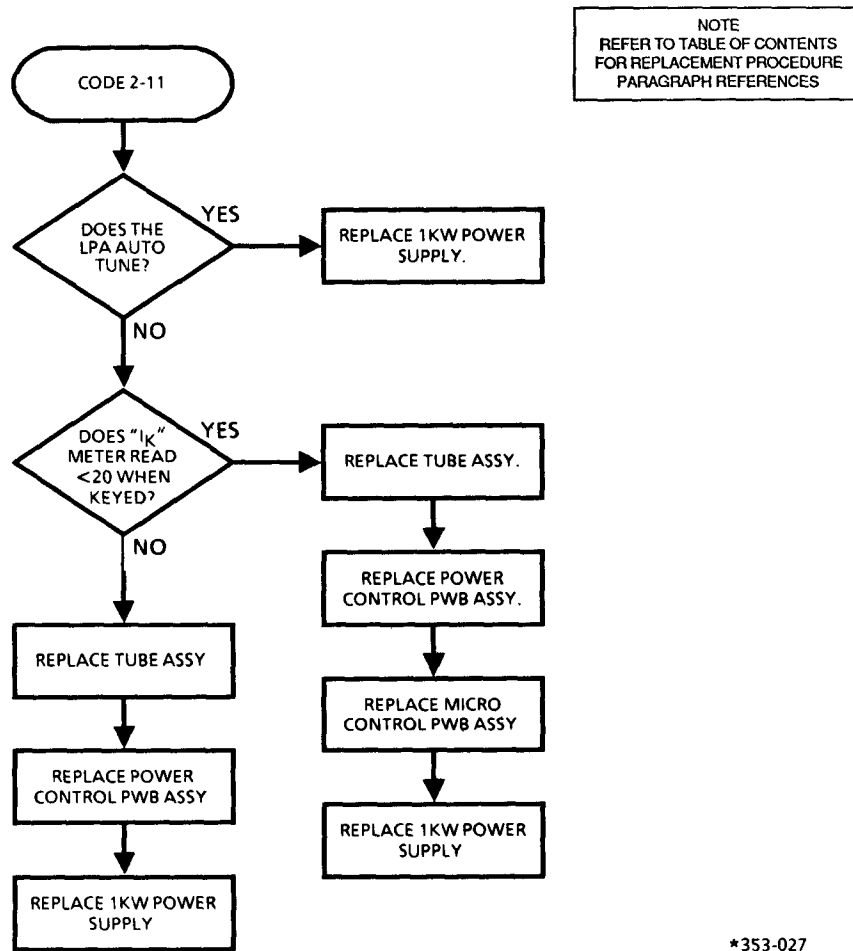 NOTE
REFER TO TABLE OF CONTENTS
FOR REPLACEMENT PROCEDURE
PARAGRAPH REFERENCES
CODE 2-11
DOES THE
LPA AUTO
TUNE?
YES
REPLACE 1KW POWER
SUPPLY.
NO
DOES "IK"
METER READ
<20 WHEN
KEYED?
YES
REPLACE TUBE ASSY.
REPLACE POWER
CONTROL PWB ASSY.
REPLACE MICRO
CONTROL PWB ASSY
REPLACE 1KW POWER
SUPPLY
NO
REPLACE TUBE ASSY
REPLACE POWER
CONTROL PWB ASSY
REPLACE 1KW POWER
SUPPLY
*353-027